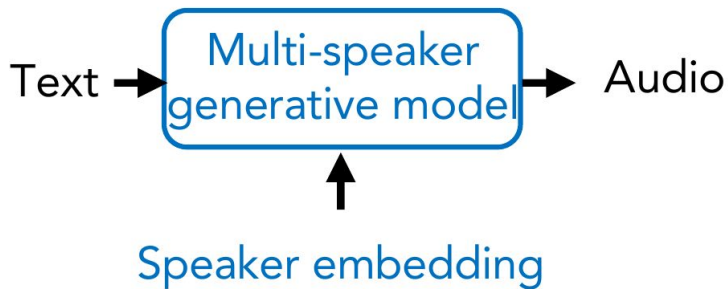 Multi-speaker
generative model
Text
Audio
Speaker embedding